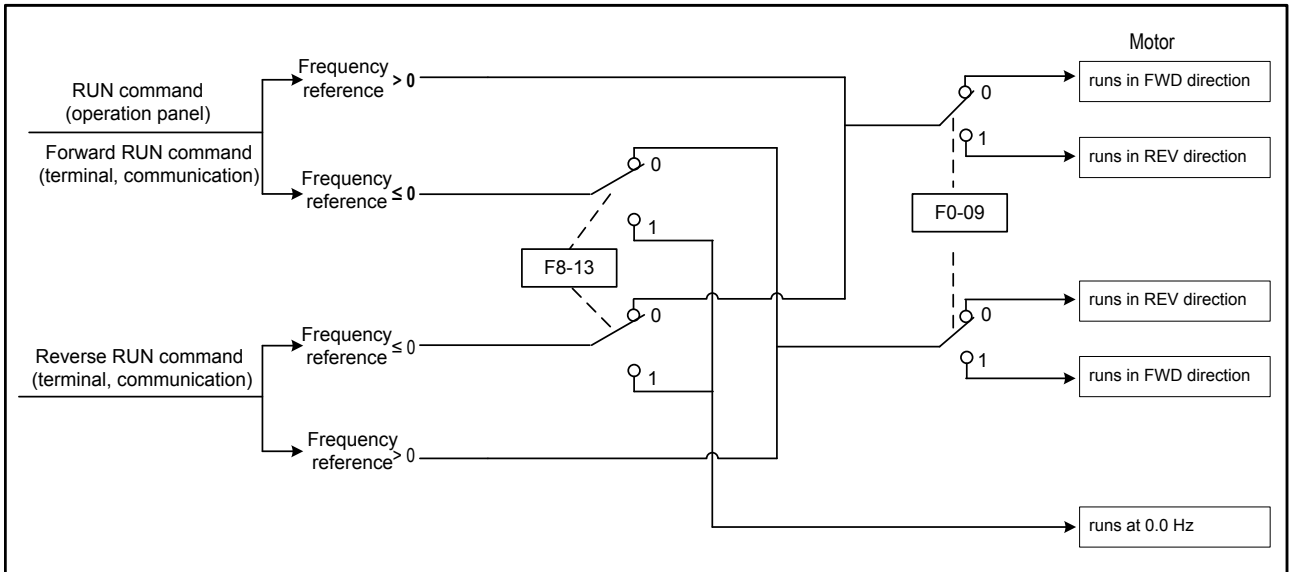 Motor
RUN command
(operation panel)
Forward RUN command
(terminal, communication)
Frequency
reference > 0
Frequency
reference ≤ 0
0
1
F8-13
0
1
Reverse RUN command
(terminal, communication)
Frequency
reference ≤ 0
Frequency
reference > 0
0
1
F0-09
0
1
runs in FWD direction
runs in REV direction
runs in REV direction
runs in FWD direction
runs at 0.0 Hz